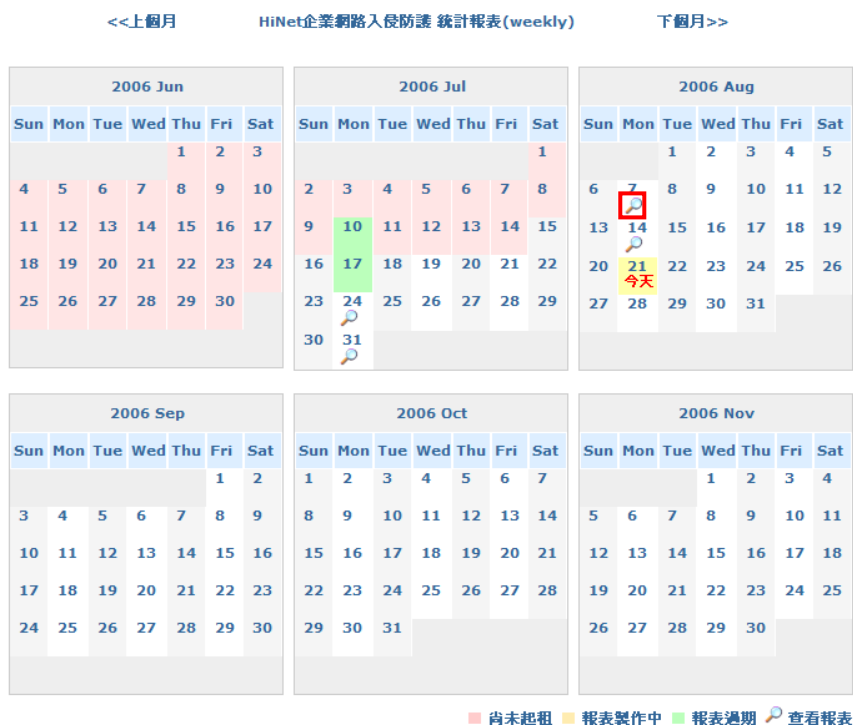 <<上個月 HiNet企業網路入侵防護 統計報表(weekly) 下個月>>
2006 Jun
Sun Mon Tue Wed Thu Fri Sat
1 2 3
4 5 6 7 8 9 10
11 12 13 14 15 16 17
18 19 20 21 22 23 24
25 26 27 28 29 30
2006 Jul
Sun Mon Tue Wed Thu Fri Sat
1
2 3 4 5 6 7 8
9 10 11 12 13 14 15
16 17 18 19 20 21 22
23 24 25 26 27 28 29
30 31
2006 Aug
Sun Mon Tue Wed Thu Fri Sat
1 2 3 4 5
6 7 8 9 10 11 12
13 14 15 16 17 18 19
20 21 22 23 24 25 26
今天
27 28 29 30 31
2006 Sep
Sun Mon Tue Wed Thu Fri Sat
1 2
3 4 5 6 7 8 9
10 11 12 13 14 15 16
17 18 19 20 21 22 23
24 25 26 27 28 29 30
2006 Oct
Sun Mon Tue Wed Thu Fri Sat
1 2 3 4 5 6 7
8 9 10 11 12 13 14
15 16 17 18 19 20 21
22 23 24 25 26 27 28
29 30 31
2006 Nov
Sun Mon Tue Wed Thu Fri Sat
1 2 3 4
5 6 7 8 9 10 11
12 13 14 15 16 17 18
19 20 21 22 23 24 25
26 27 28 29 30
尚未起租 報表製作中 報表過期 查看報表